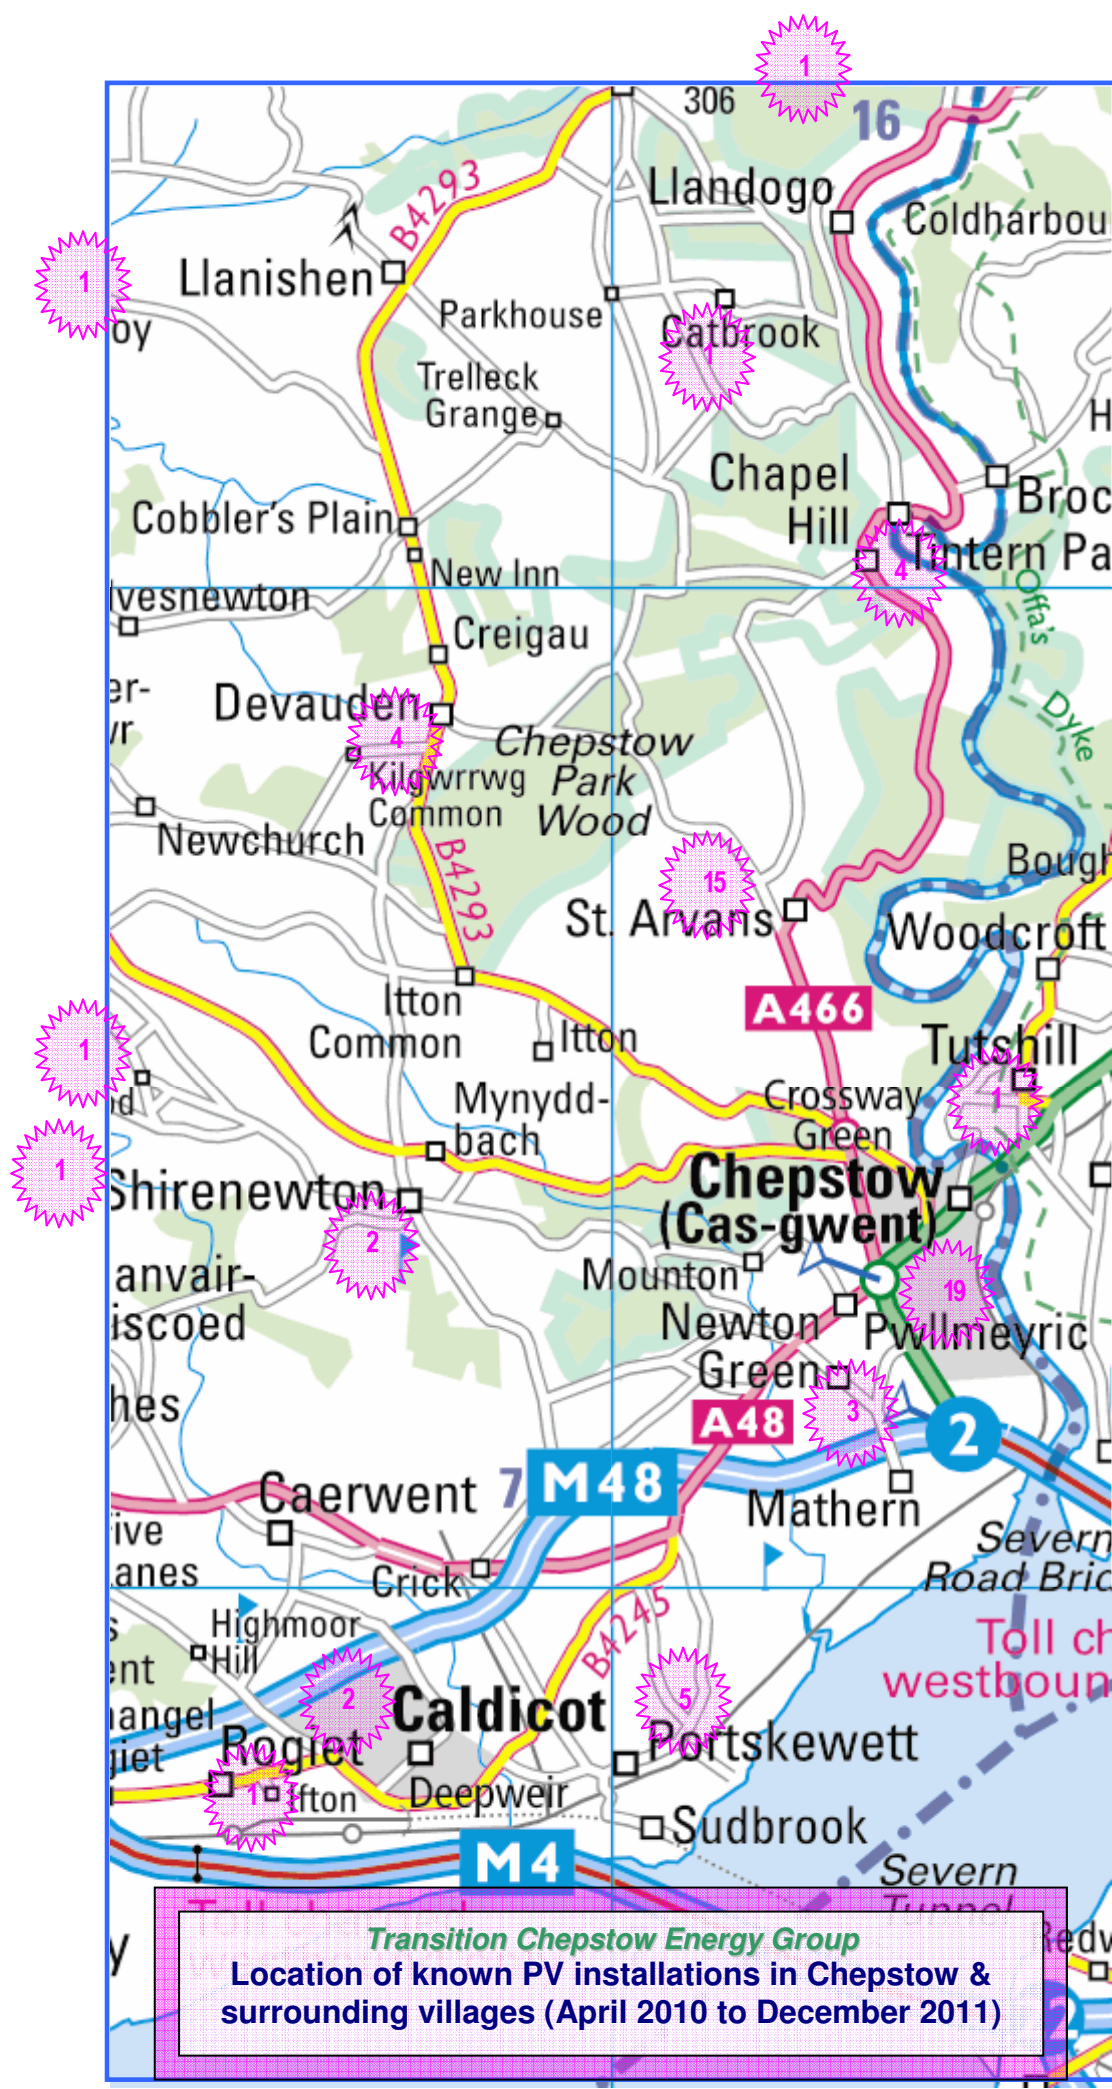 1
306
16
B4293
Llandogo
Coldharbou
1
Llanishen
oy
Parkhouse
Catbrook
1
Trelleck
Grange
H
Chapel
Hill
Broc
Cobbler's Plain
Tintern Pa
4
New Inn
lvesnewton
Offa's
Creigau
er-
Devauden
Dyke
4
Chepstow
Park
Wood
Kilgwrrwg
Common
Newchurch
B4293
Bough
15
St. Arvans
Woodcroft
Itton
Common
A466
1
Itton
Tutshill
Mynydd-
bach
Crossway
Green
1
1
Shirenewton
Chepstow
(Cas-gwent)
2
anvair-
iscoed
Mounton
19
Newton
Green
Pwllmeyric
hes
3
A48
2
Caerwent
7
M48
Mathern
ive
anes
Crick
Severn
Road Bric
Highmoor
Hill
B4245
Toll ch
westboun
ent
angel
giet
2
Caldicot
5
Rogiet
Portskewett
1
Ifton
Deepweir
Sudbrook
M4
Severn
Tunnel
y
Redw
Transition Chepstow Energy Group
Location of known PV installations in Chepstow &
surrounding villages (April 2010 to December 2011)